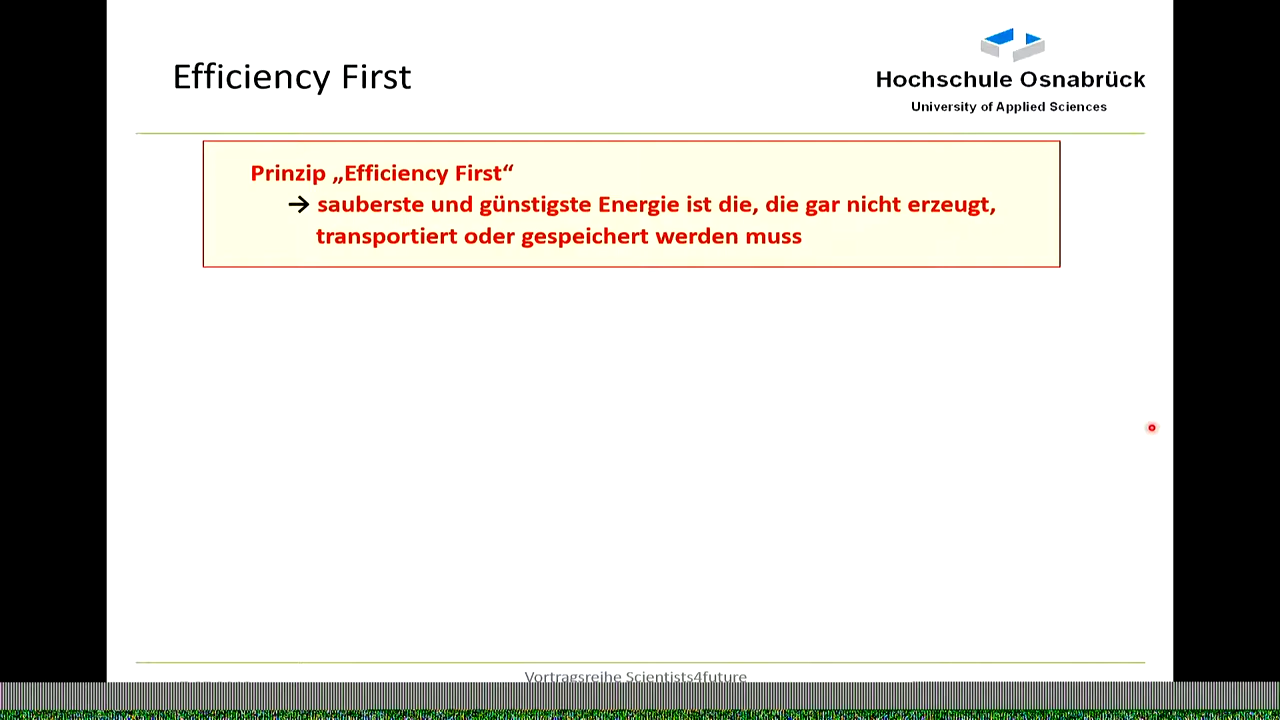 Efficiency First
Hochschule Osnabrück
University of Applied Sciences
Prinzip „Efficiency First“
→ sauberste und günstigste Energie ist die, die gar nicht erzeugt,
transportiert oder gespeichert werden muss
Vortragsreihe Scientists4future